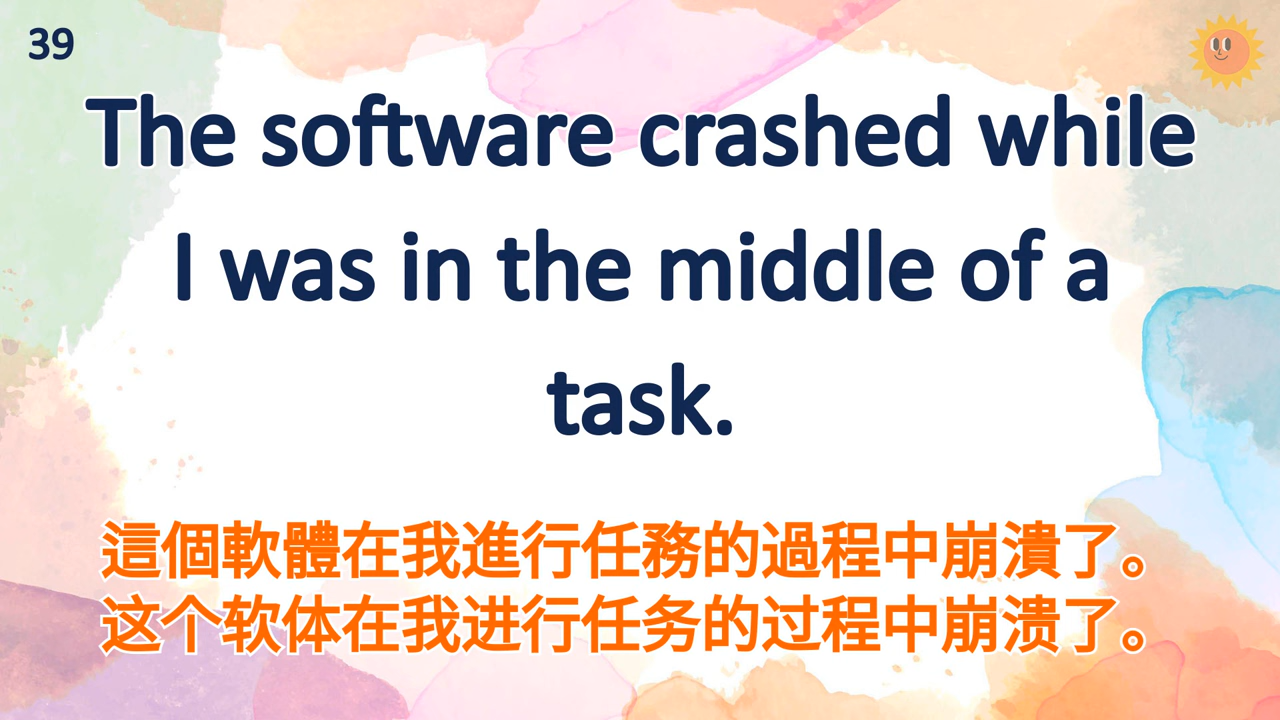 39
The software crashed while
I was in the middle of a
task.
這個軟體在我進行任務的過程中崩潰了。
这个软体在我进行任务的过程中崩溃了。